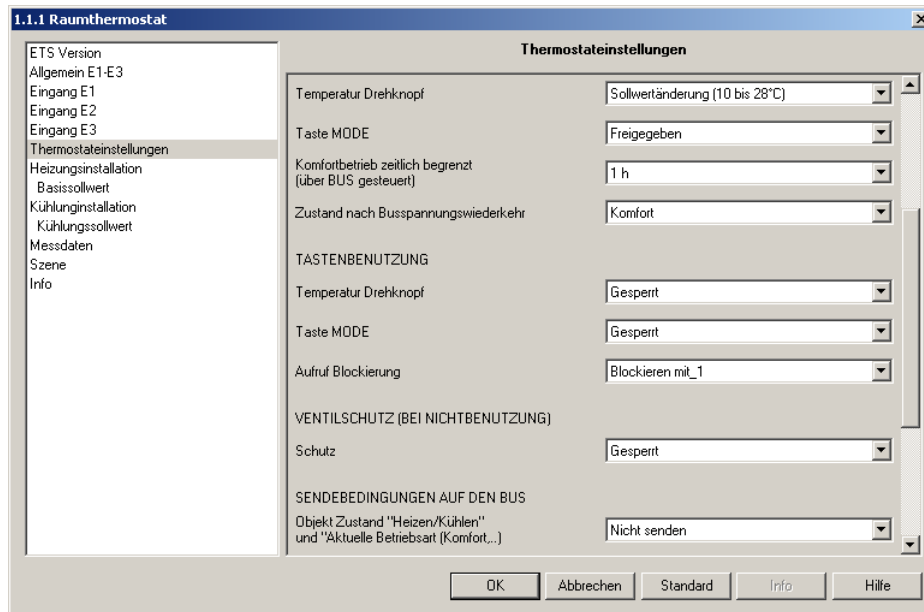 1.1.1 Raumthermostat
ETS Version
Allgemein E1-E3
Eingang E1
Eingang E2
Eingang E3
Thermostateinstellungen
Heizungsinstallation
Basissollwert
Kühlunginstallation
Kühlungssollwert
Messdaten
Szene
Info
Thermostateinstellungen
Temperatur Drehknopf Sollwertänderung (10 bis 28°C)
Taste MODE Freigegeben
Komfortbetrieb zeitlich begrenzt
(über BUS gesteuert) 1 h
Zustand nach Busspannungswiederkehr Komfort
TASTENBENUTZUNG
Temperatur Drehknopf Gesperrt
Taste MODE Gesperrt
Aufruf Blockierung Blockieren mit_1
VENTILSCHUTZ (BEI NICHTBENUTZUNG)
Schutz Gesperrt
SENDEBEDINGUNGEN AUF DEN BUS
Objekt Zustand "Heizen/Kühlen"
und "Aktuelle Betriebsart (Komfort,..) Nicht senden
OK Abbrechen Standard Info Hilfe